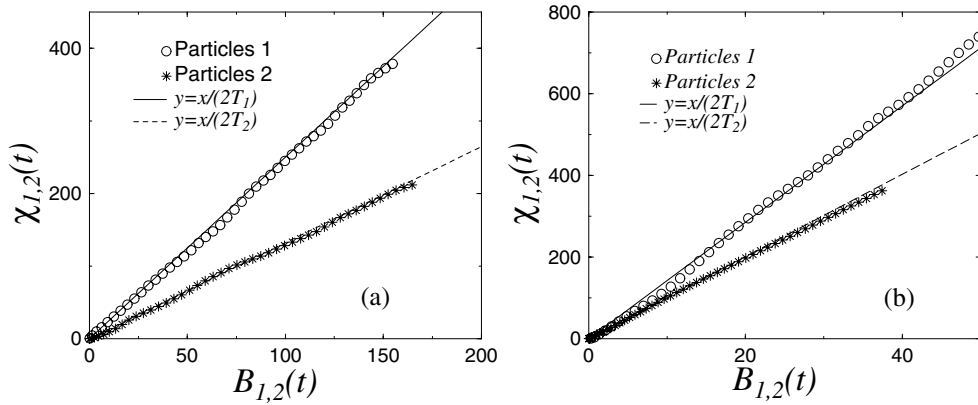 400
200
0
χ1,2(t)
Particles 1
Particles 2
y=x/(2T1)
y=x/(2T2)
(a)
0 50 100 150 200
B1,2(t)
800
600
400
200
0
χ1,2(t)
Particles 1
Particles 2
y=x/(2T1)
y=x/(2T2)
(b)
0 20 40
B1,2(t)